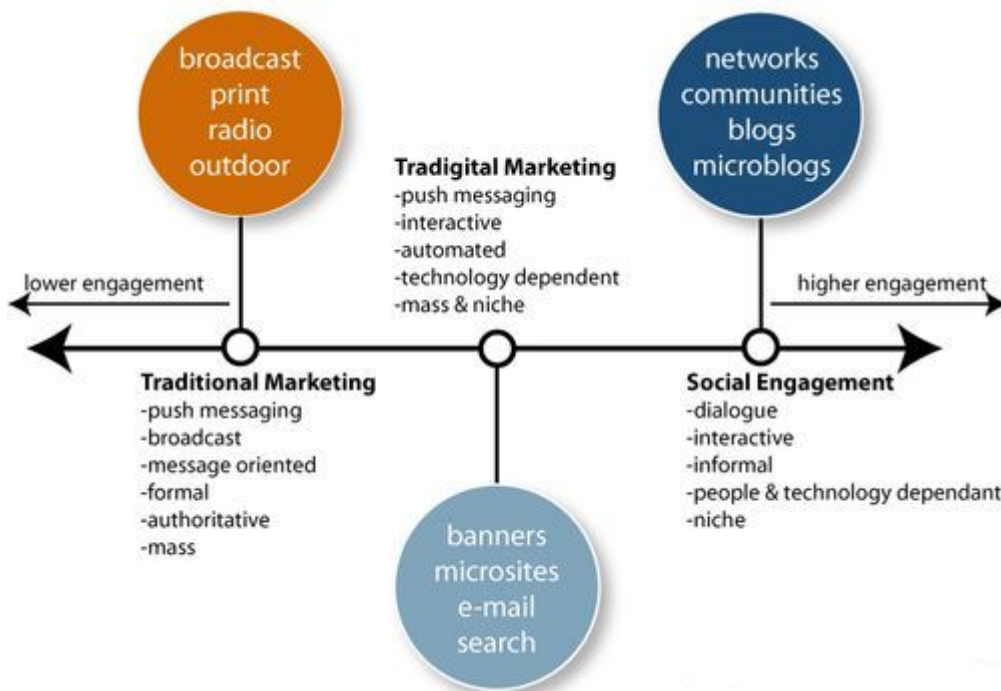 broadcast
print
radio
outdoor
networks
communities
blogs
microblogs
Tradigital Marketing
-push messaging
-interactive
-automated
-technology dependent
-mass & niche
lower engagement
higher engagement
Traditional Marketing
-push messaging
-broadcast
-message oriented
-formal
-authoritative
-mass
Social Engagement
-dialogue
-interactive
-informal
-people & technology dependant
-niche
banners
microsites
e-mail
search